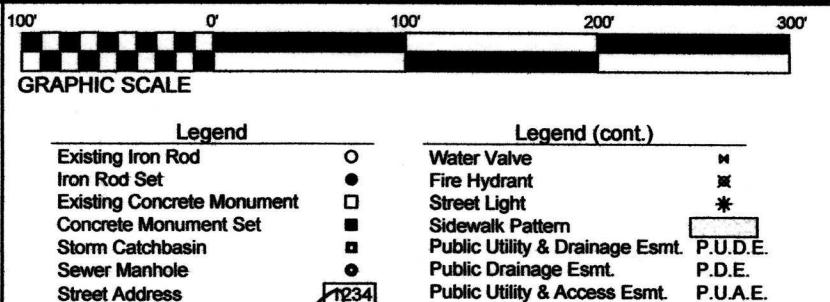 100' 0' 100' 200' 300'
GRAPHIC SCALE
Legend
Existing Iron Rod
Iron Rod Set
Existing Concrete Monument
Concrete Monument Set
Storm Catchbasin
Sewer Manhole
Street Address 1234
Legend (cont.)
Water Valve
Fire Hydrant
Street Light
Sidewalk Pattern
Public Utility & Drainage Esmt. P.U.D.E.
Public Drainage Esmt. P.D.E.
Public Utility & Access Esmt. P.U.A.E.